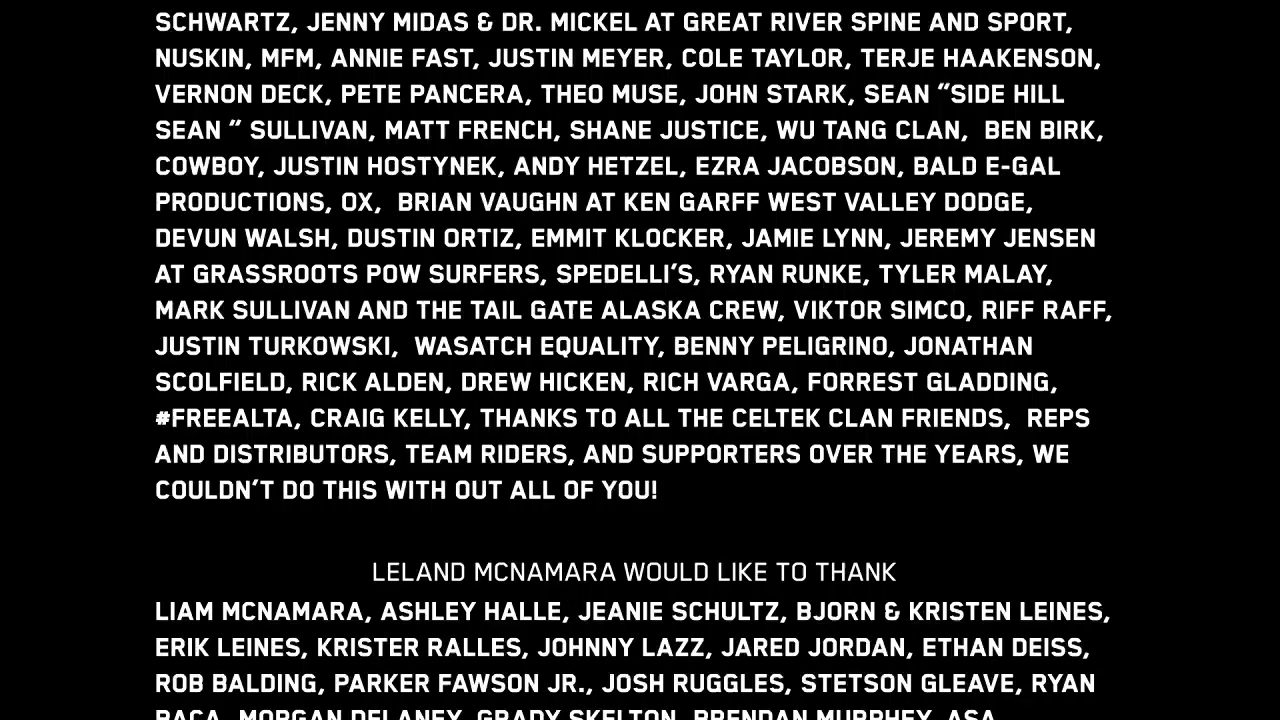 SCHWARTZ, JENNY MIDAS & DR. MICKEL AT GREAT RIVER SPINE AND SPORT,
NUSKIN, MFM, ANNIE FAST, JUSTIN MEYER, COLE TAYLOR, TERJE HAAKENSON,
VERNON DECK, PETE PANCERA, THEO MUSE, JOHN STARK, SEAN “SIDE HILL
SEAN ” SULLIVAN, MATT FRENCH, SHANE JUSTICE, WU TANG CLAN,  BEN BIRK,
COWBOY, JUSTIN HOSTYNEK, ANDY HETZEL, EZRA JACOBSON, BALD E-GAL
PRODUCTIONS, OX,  BRIAN VAUGHN AT KEN GARFF WEST VALLEY DODGE,
DEVUN WALSH, DUSTIN ORTIZ, EMMIT KLOCKER, JAMIE LYNN, JEREMY JENSEN
AT GRASSROOTS POW SURFERS, SPEDELLI’S, RYAN RUNKE, TYLER MALAY,
MARK SULLIVAN AND THE TAIL GATE ALASKA CREW, VIKTOR SIMCO, RIFF RAFF,
JUSTIN TURKOWSKI,  WASATCH EQUALITY, BENNY PELIGRINO, JONATHAN
SCOLFIELD, RICK ALDEN, DREW HICKEN, RICH VARGA, FORREST GLADDING,
#FREEALTA, CRAIG KELLY, THANKS TO ALL THE CELTEK CLAN FRIENDS,  REPS
AND DISTRIBUTORS, TEAM RIDERS, AND SUPPORTERS OVER THE YEARS, WE
COULDN’T DO THIS WITH OUT ALL OF YOU!
LELAND MCNAMARA WOULD LIKE TO THANK
LIAM MCNAMARA, ASHLEY HALLE, JEANIE SCHULTZ, BJORN & KRISTEN LEINES,
ERIK LEINES, KRISTER RALLES, JOHNNY LAZZ, JARED JORDAN, ETHAN DEISS,
ROB BALDING, PARKER FAWSON JR., JOSH RUGGLES, STETSON GLEAVE, RYAN
MORGAN DELANEY, GRADY SKELTON, BRENDAN MURPHEY, ASA